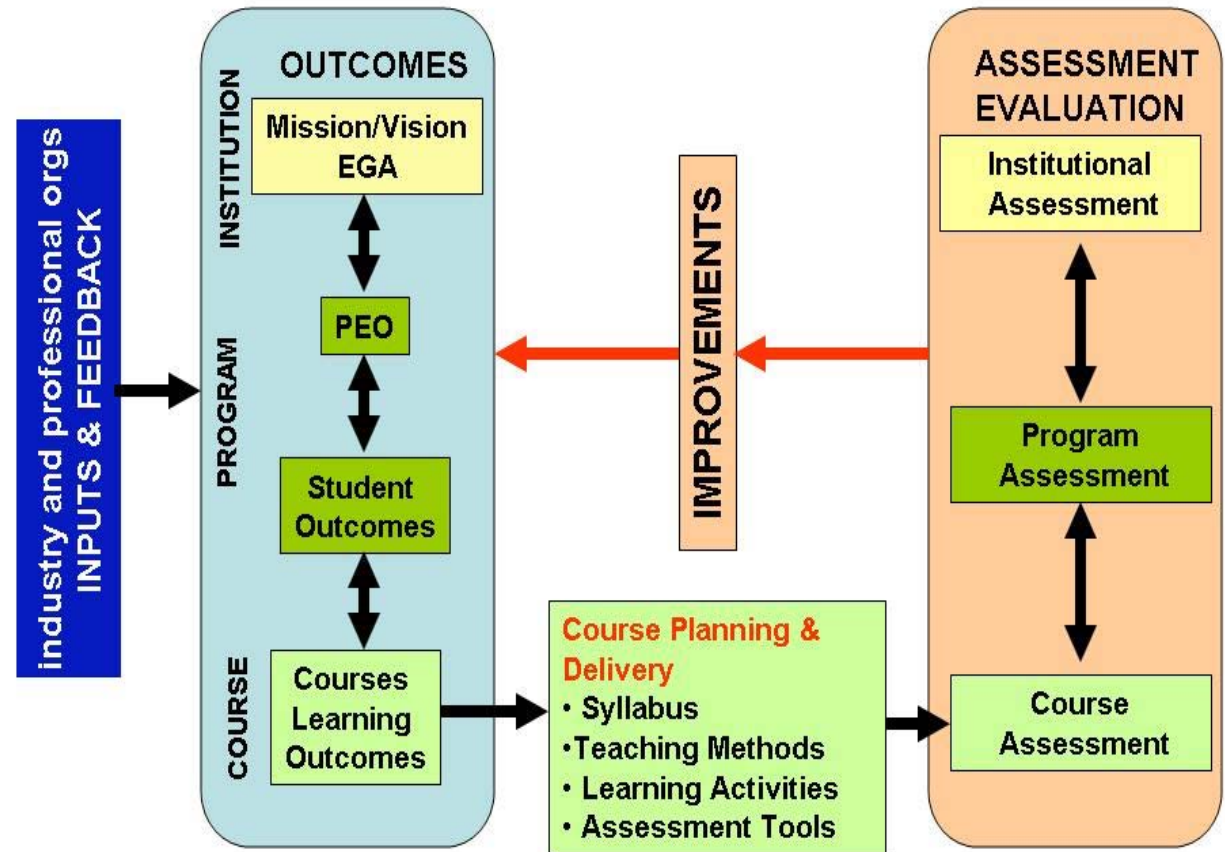 industry and professional orgs
INPUTS & FEEDBACK
OUTCOMES
INSTITUTION
Mission/Vision
EGA
PROGRAM
PEO
Student
Outcomes
COURSE
Courses
Learning
Outcomes
Course Planning &
Delivery
• Syllabus
•Teaching Methods
• Learning Activities
• Assessment Tools
IMPROVEMENTS
ASSESSMENT
EVALUATION
Institutional
Assessment
Program
Assessment
Course
Assessment